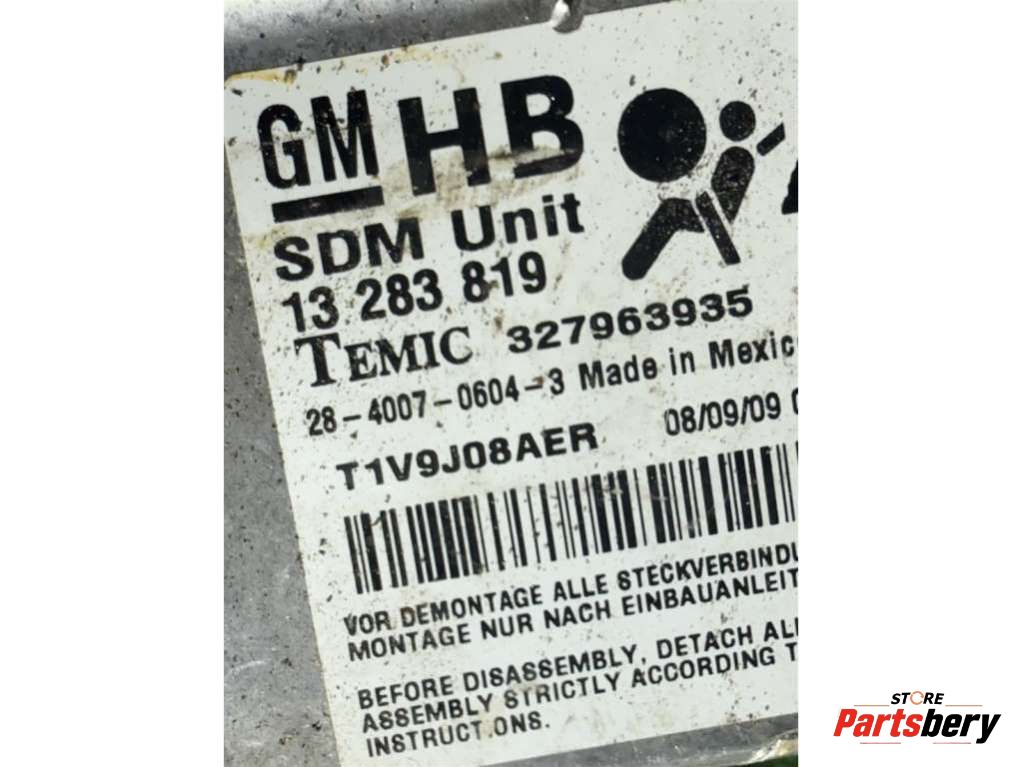 GM HB
SDM Unit
13 283 819
TEMIC 327963935
28-4007-0604-3 Made in Mexic
T1V9J08AER 08/09/09
VOR DEMONTAGE ALLE STECKVERBINDU
MONTAGE NUR NACH EINBAUANLEIT
BEFORE DISASSEMBLY, DETACH ALL
ASSEMBLY STRICTLY ACCORDING T
INSTRUCTIONS.
STORE
Partsbery